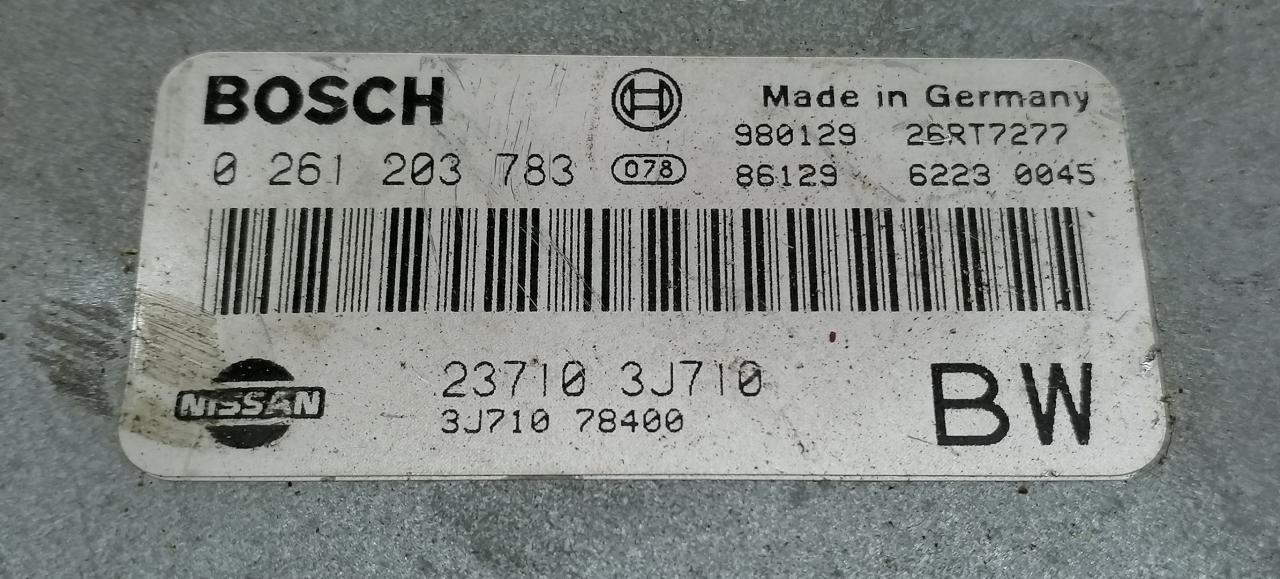 BOSCH
Made in Germany
980129 26RT7277
0 261 203 783 078
86129 6223 0045
23710 3J710
NISSAN
3J710 78400
BW